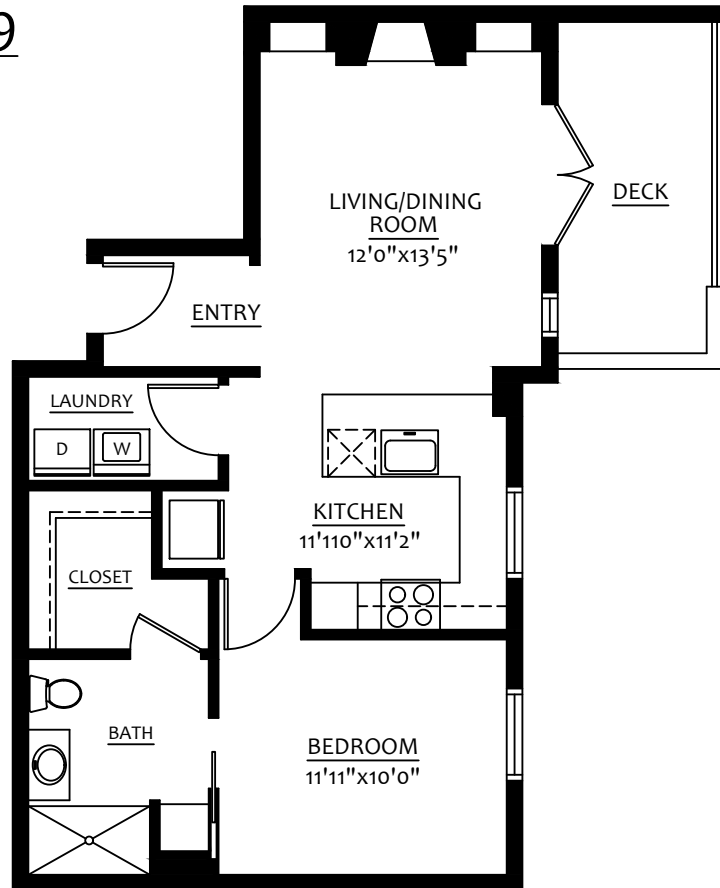 9
LIVING/DINING
ROOM
12'0"x13'5"
DECK
ENTRY
LAUNDRY
D
W
KITCHEN
11'110"x11'2"
CLOSET
BATH
BEDROOM
11'11"x10'0"